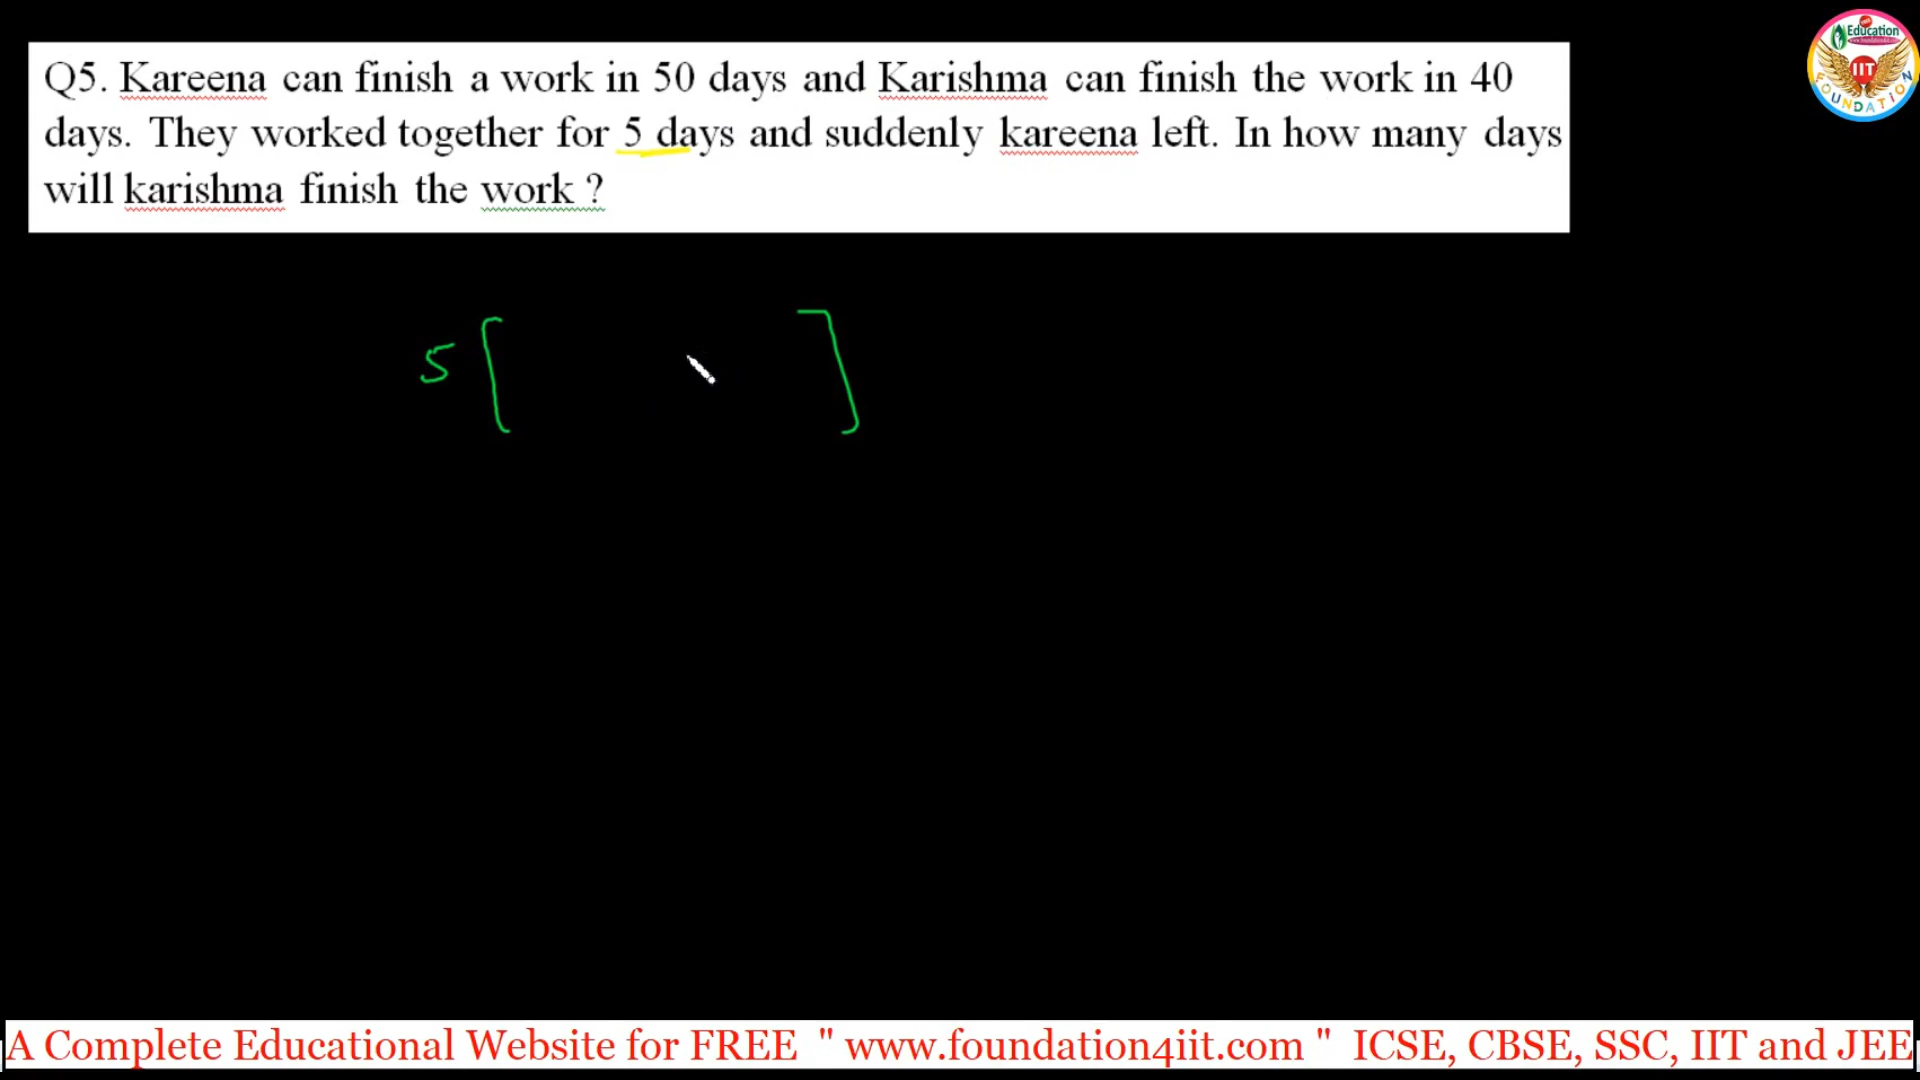 Education
IIT
FOUNDATION
Q5. Kareena can finish a work in 50 days and Karishma can finish the work in 40
days. They worked together for 5 days and suddenly kareena left. In how many days
will karishma finish the work ?
5 [ ]
A Complete Educational Website for FREE " www.foundation4iit.com " ICSE, CBSE, SSC, IIT and JEE